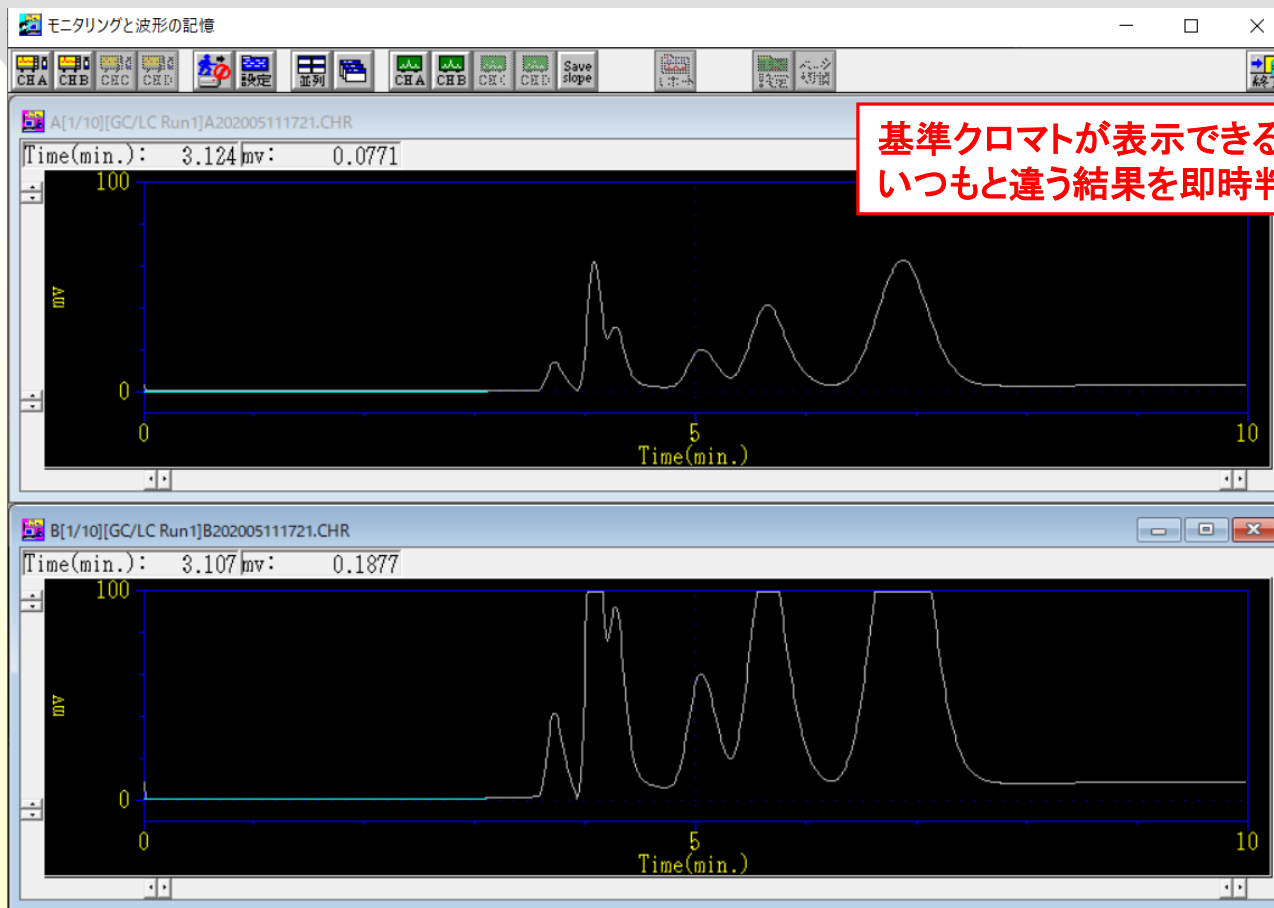 モニタリングと波形の記憶
CHA CHB CHC CHD 設定 並列 CHA CHB CHC CHD Save slope
A[1/10][GC/LC Run1]A202005111721.CHR
基準クロマトが表示できる
いつもと違う結果を即時
Time(min.): 3.124 mv: 0.0771
100
mv
0
0 5 10
Time(min.)
B[1/10][GC/LC Run1]B202005111721.CHR
Time(min.): 3.107 mv: 0.1877
100
mv
0
0 5 10
Time(min.)